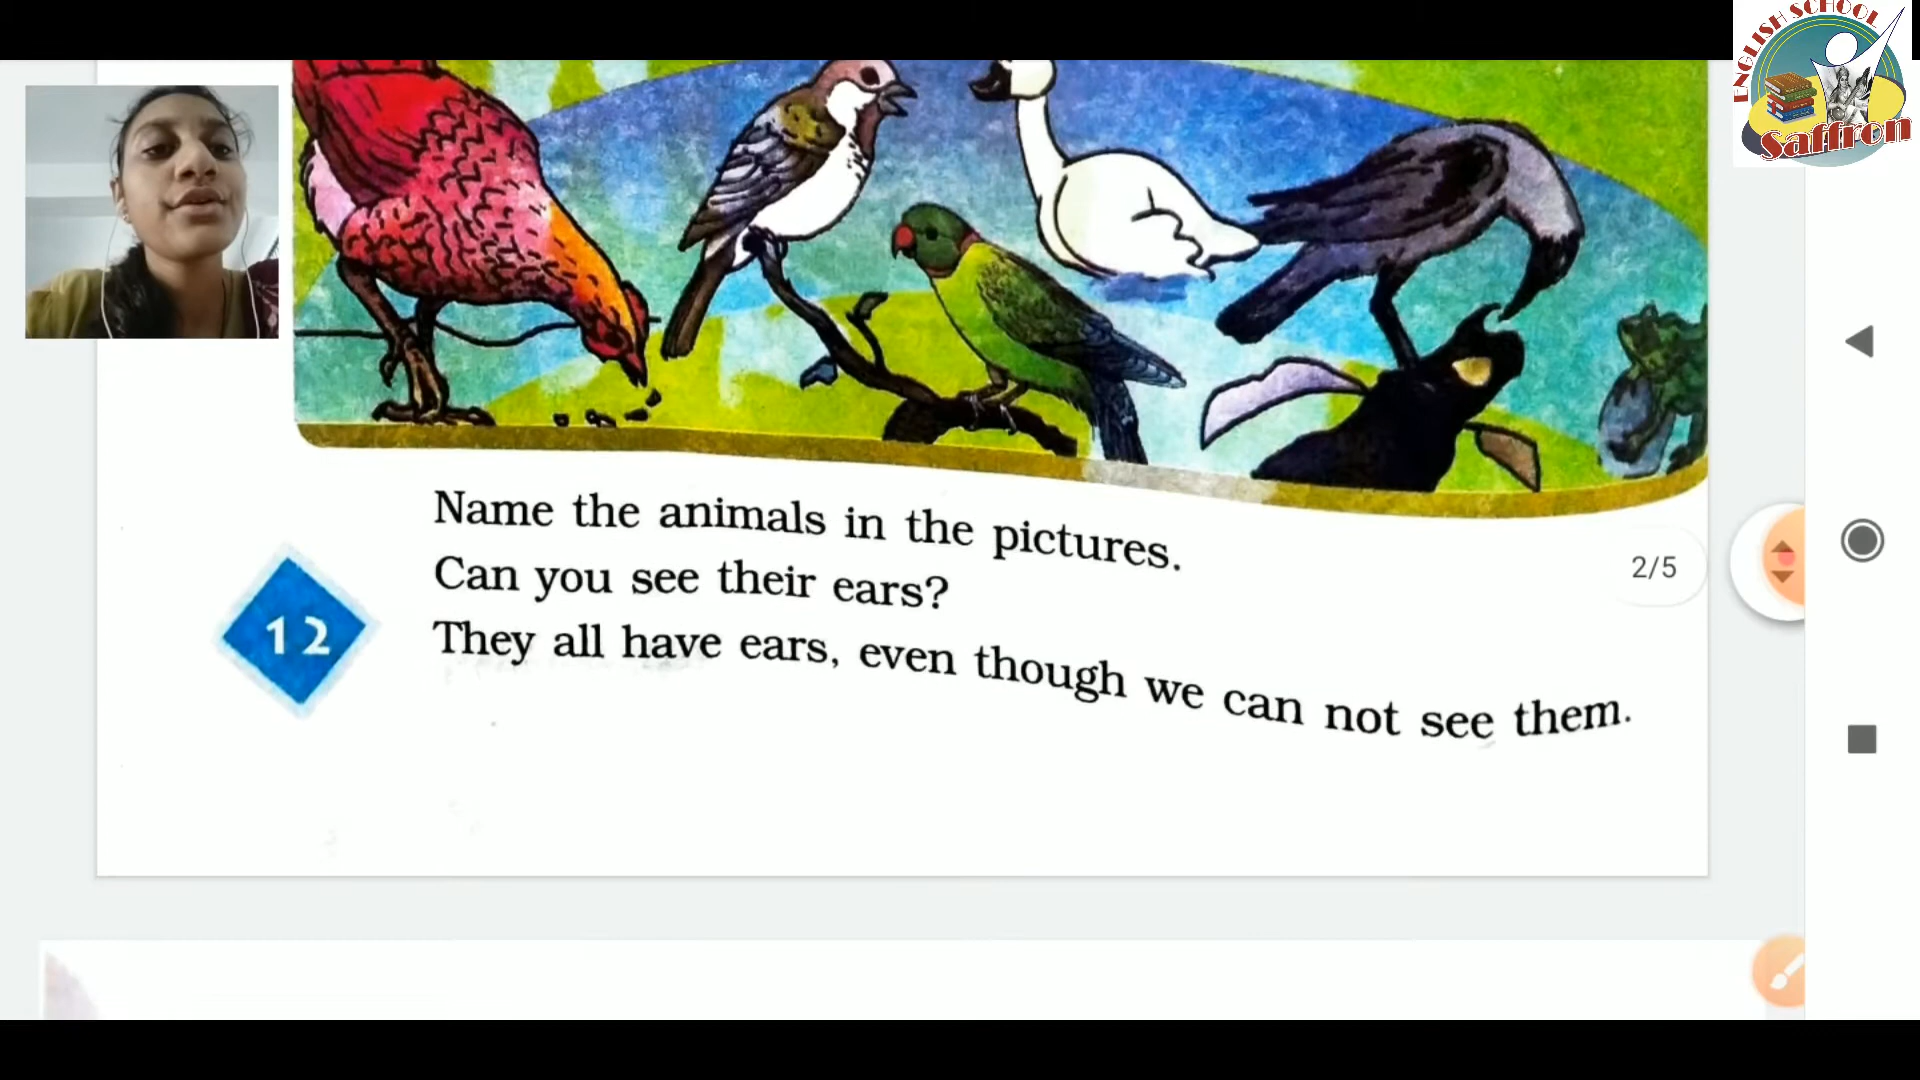 ENGLISH SCHOOL
Saffron
Name the animals in the pictures.
Can you see their ears?
They all have ears, even though we can not see them.
12
2/5